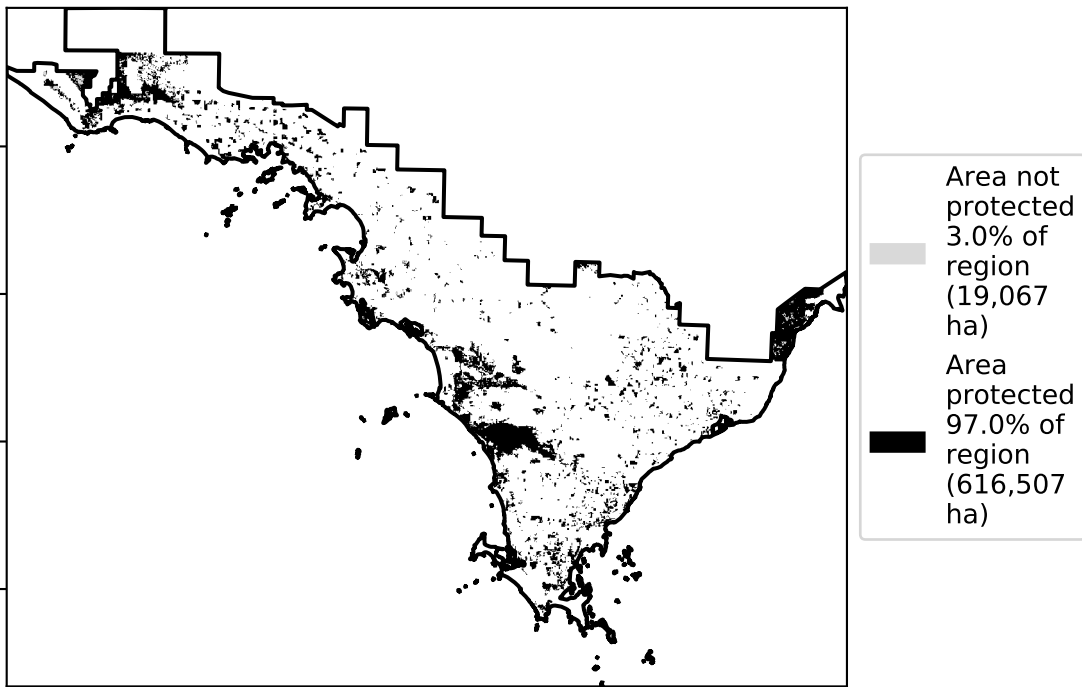 Area not
protected
3.0% of
region
(19,067
ha)
Area
protected
97.0% of
region
(616,507
ha)